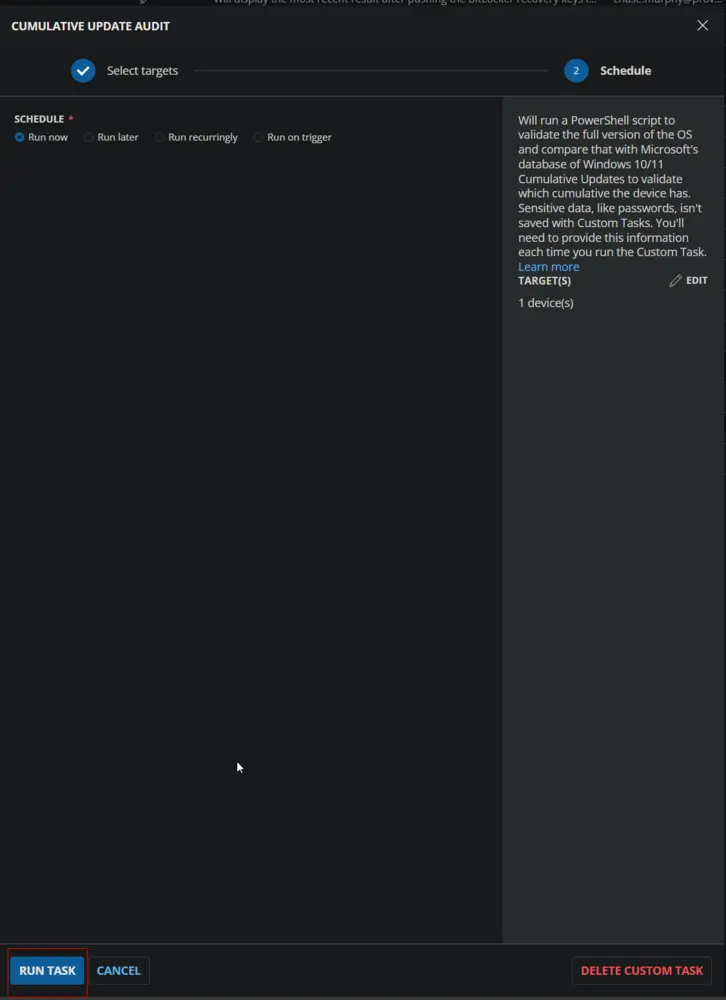 Will display the most recent result after pushing the BitLocker recovery keys i... chase.murphy@prov...
CUMULATIVE UPDATE AUDIT
Select targets
2 Schedule
SCHEDULE *
Run now Run later Run recurringly Run on trigger
Will run a PowerShell script to
validate the full version of the OS
and compare that with Microsoft's
database of Windows 10/11
Cumulative Updates to validate
which cumulative the device has.
Sensitive data, like passwords, isn't
saved with Custom Tasks. You'll
need to provide this information
each time you run the Custom Task.
Learn more
TARGET(S) EDIT
1 device(s)
RUN TASK CANCEL DELETE CUSTOM TASK